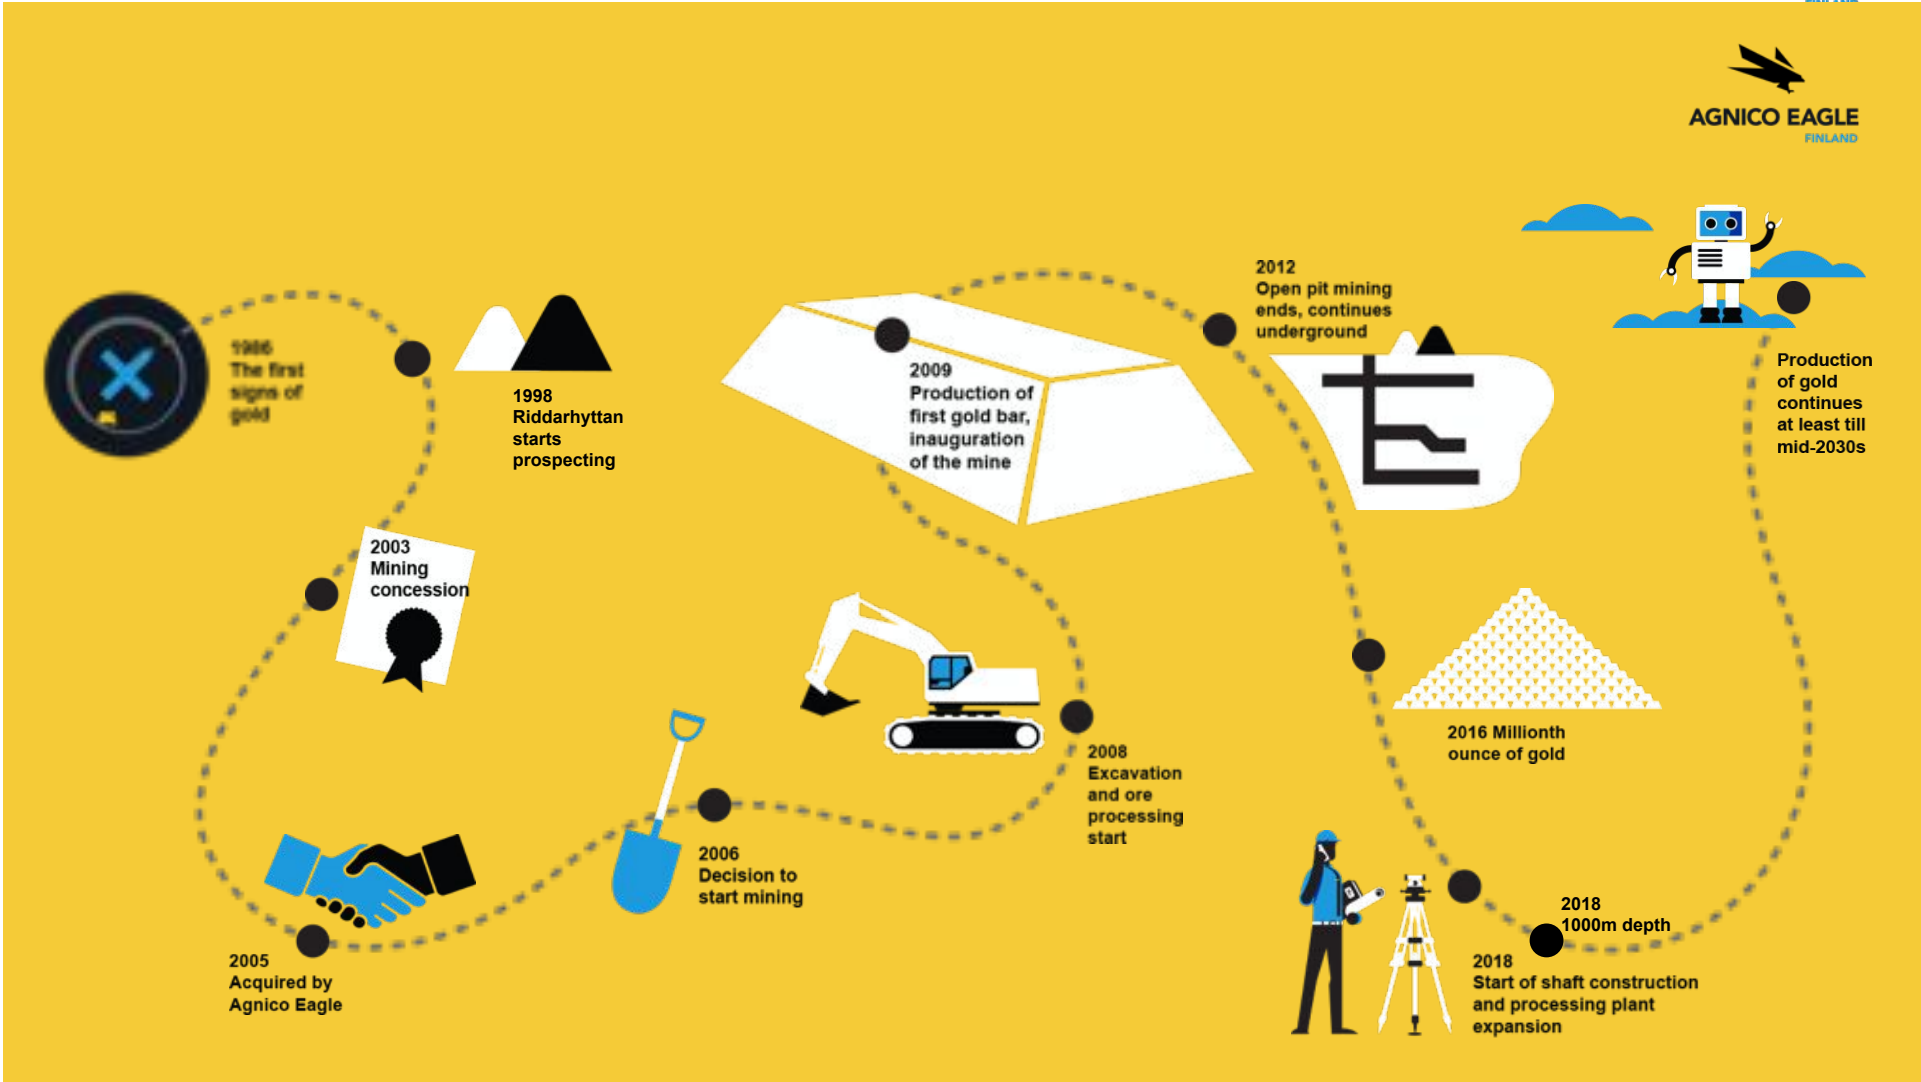 AGNICO EAGLE
FINLAND
1986
The first
signs of
gold
1998
Riddarhyttan
starts
prospecting
2003
Mining
concession
2005
Acquired by
Agnico Eagle
2006
Decision to
start mining
2008
Excavation
and ore
processing
start
2009
Production of
first gold bar,
inauguration
of the mine
2012
Open pit mining
ends, continues
underground
2016 Millionth
ounce of gold
2018
1000m depth
2018
Start of shaft construction
and processing plant
expansion
Production
of gold
continues
at least till
mid-2030s